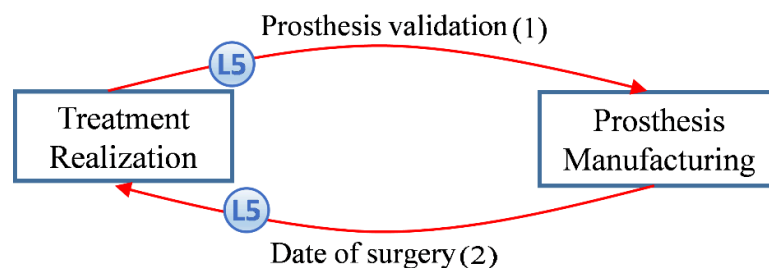 Prosthesis validation (1)
L5
Treatment
Realization
Prosthesis
Manufacturing
L5
Date of surgery (2)